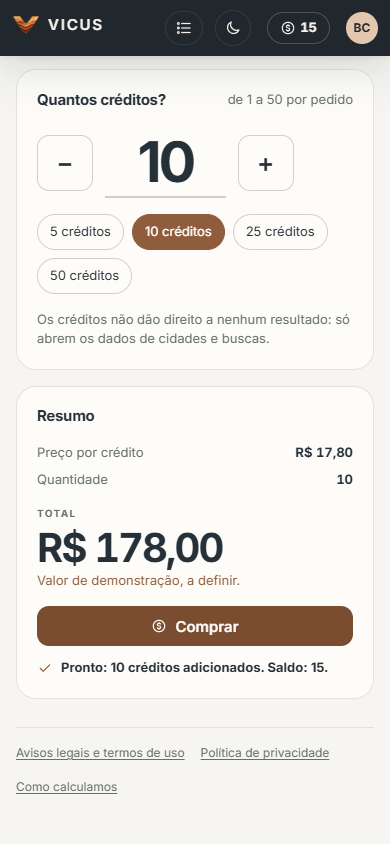 VICUS
15
BC
Quantos créditos?
de 1 a 50 por pedido
−
10
+
5 créditos
10 créditos
25 créditos
50 créditos
Os créditos não dão direito a nenhum resultado: só
abrem os dados de cidades e buscas.
Resumo
Preço por crédito
R$ 17,80
Quantidade
10
TOTAL
R$ 178,00
Valor de demonstração, a definir.
Comprar
Pronto: 10 créditos adicionados. Saldo: 15.
Avisos legais e termos de uso
Política de privacidade
Como calculamos